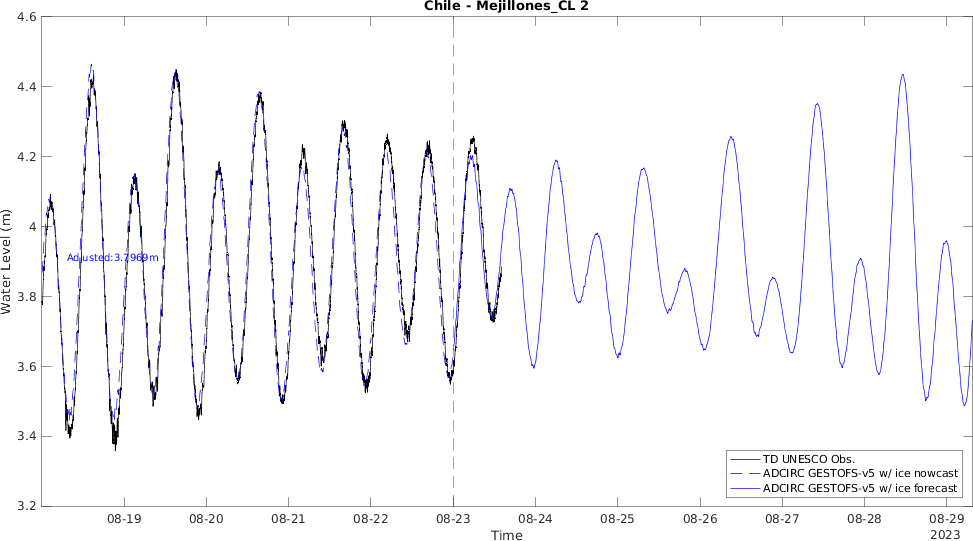 Chile - Mejillones_CL 2
4.6
4.4
4.2
4
3.8
3.6
3.4
3.2
Water Level (m)
Adjusted:3.7969m
TD UNESCO Obs.
ADCIRC GESTOFS-v5 w/ ice nowcast
ADCIRC GESTOFS-v5 w/ ice forecast
08-19 08-20 08-21 08-22 08-23 08-24 08-25 08-26 08-27 08-28 08-29
2023
Time